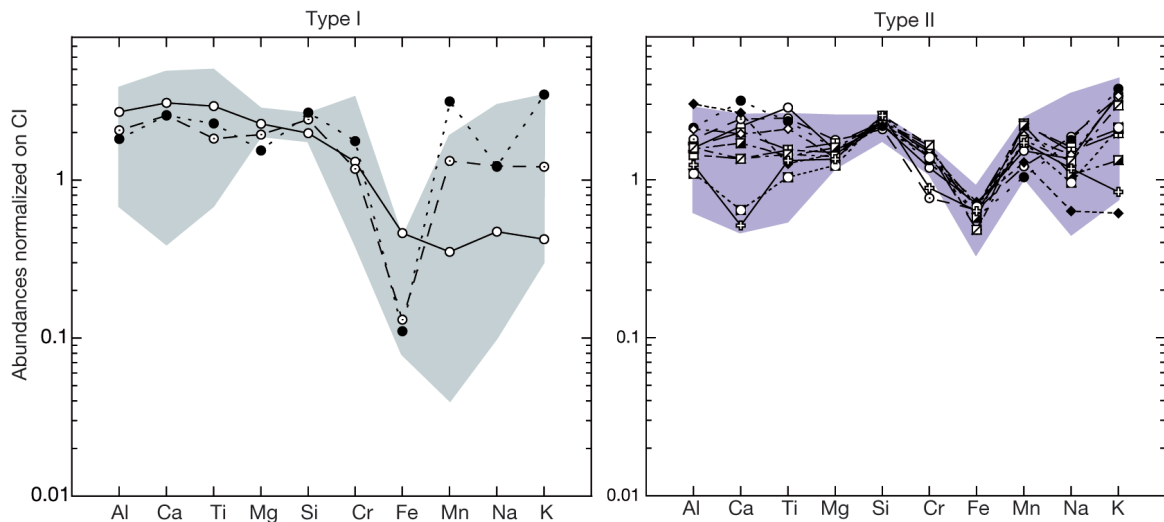 Type I
Type II
Abundances normalized on CI
1
0.1
0.01
Al Ca Ti Mg Si Cr Fe Mn Na K
1
0.1
0.01
Al Ca Ti Mg Si Cr Fe Mn Na K